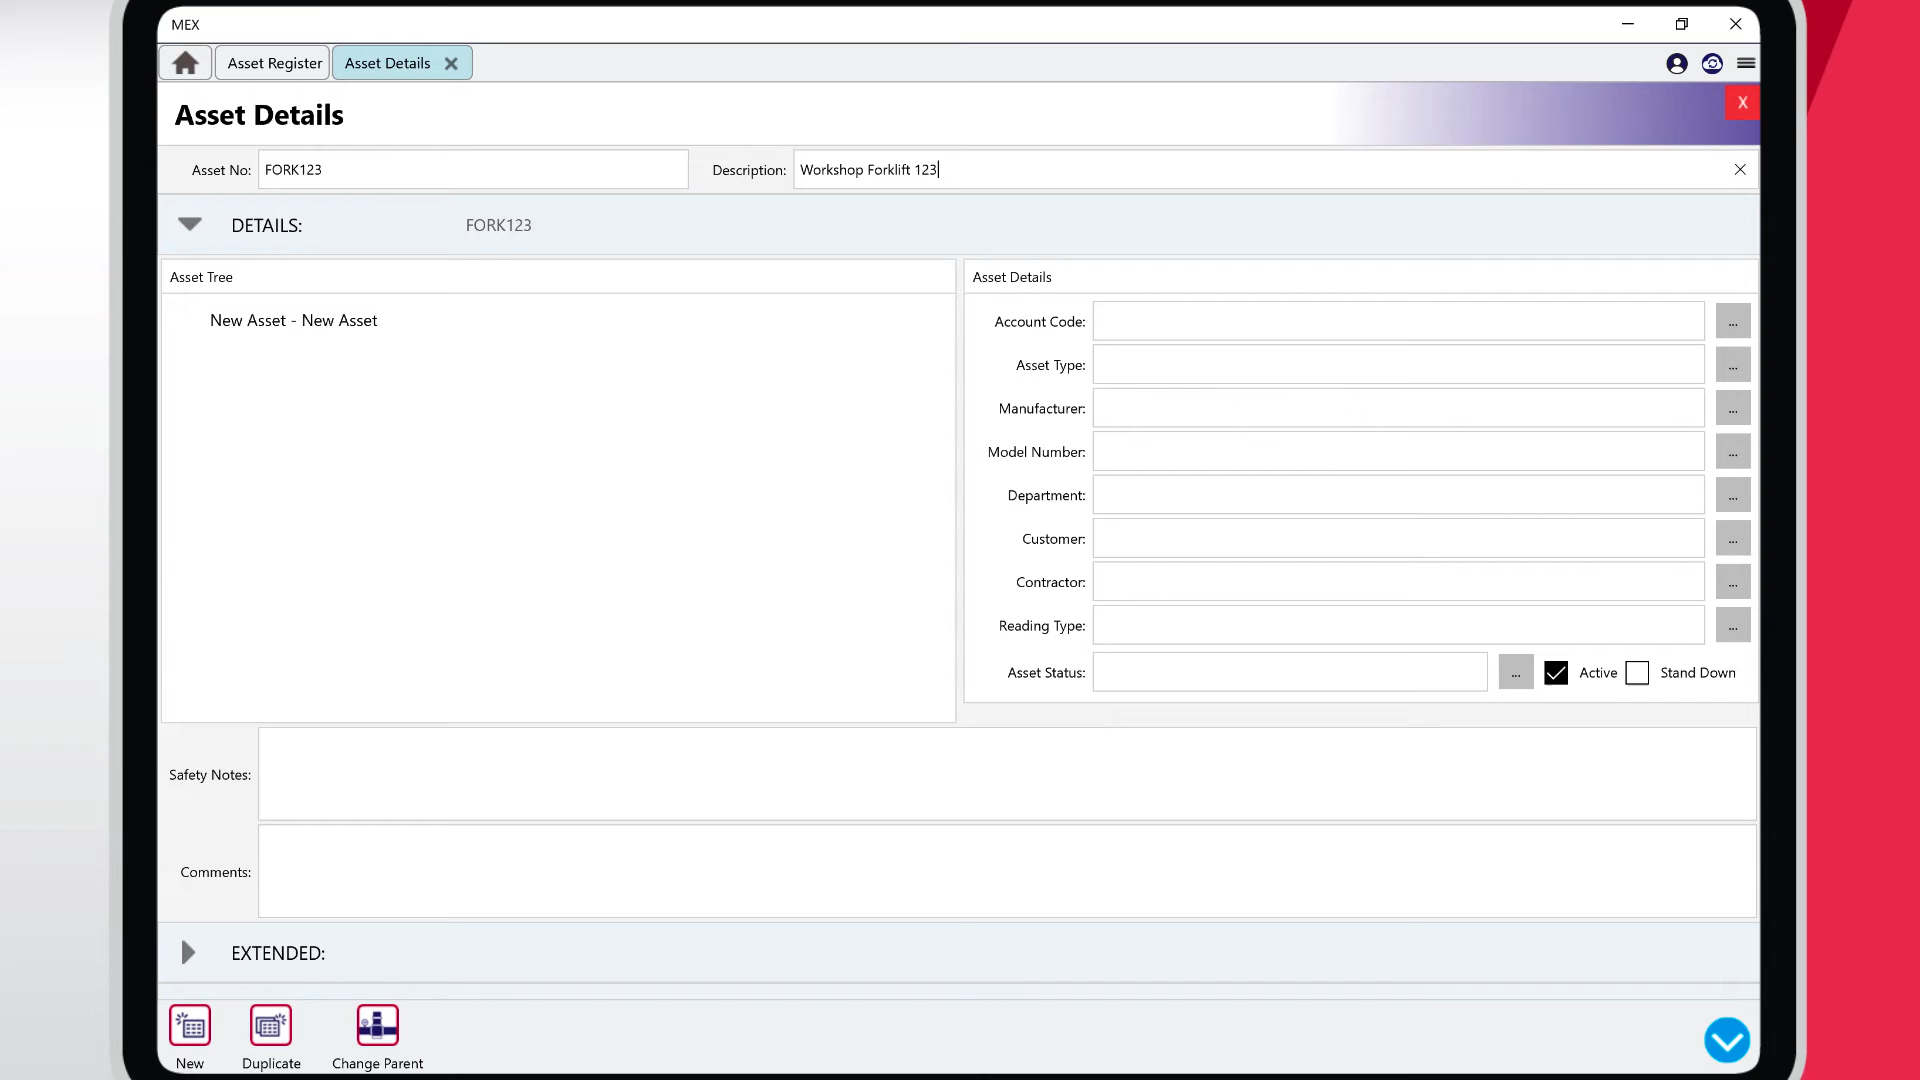 MEX
Asset Register
Asset Details
Asset Details
X
Asset No:
FORK123
Description:
Workshop Forklift 123
DETAILS:
FORK123
Asset Tree
New Asset - New Asset
Asset Details
Account Code:
...
Asset Type:
...
Manufacturer:
...
Model Number:
...
Department:
...
Customer:
...
Contractor:
...
Reading Type:
...
Asset Status:
...
Active
Stand Down
Safety Notes:
Comments:
EXTENDED:
New
Duplicate
Change Parent